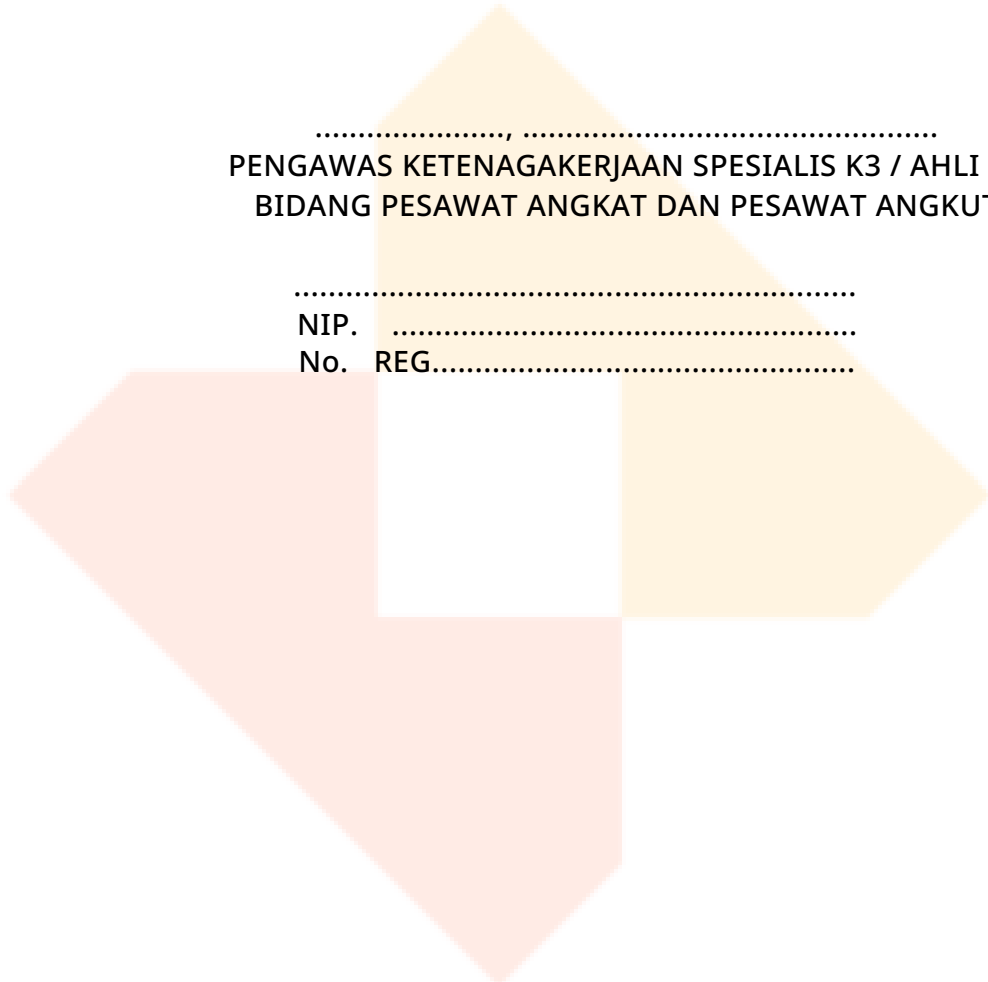 ......................, ................................................
PENGAWAS KETENAGAKERJAAN SPESIALIS K3 / AHLI
BIDANG PESAWAT ANGKAT DAN PESAWAT ANGKUT
.................................................................
NIP. ......................................................
No. REG.................................................